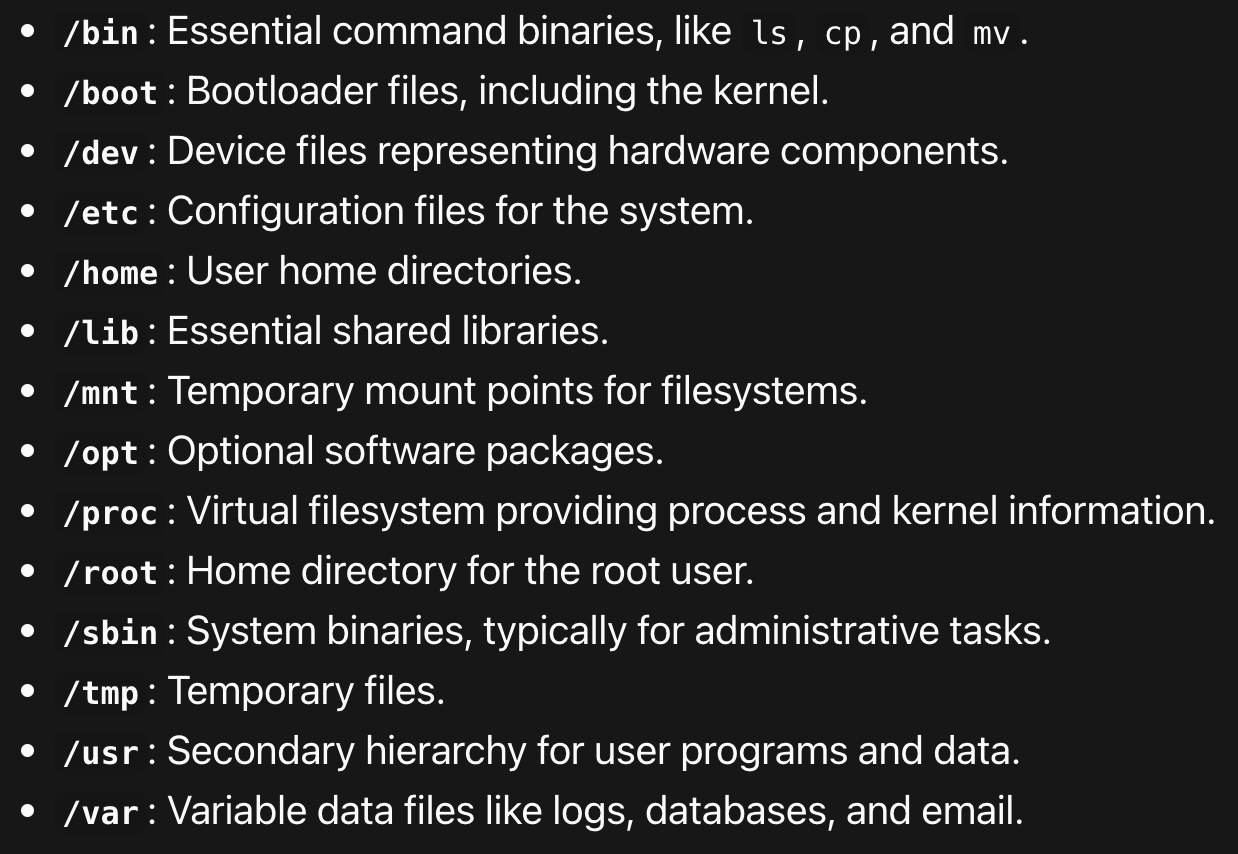 • /bin: Essential command binaries, like ls, cp, and mv.
• /boot: Bootloader files, including the kernel.
• /dev: Device files representing hardware components.
• /etc: Configuration files for the system.
• /home: User home directories.
• /lib: Essential shared libraries.
• /mnt: Temporary mount points for filesystems.
• /opt: Optional software packages.
• /proc: Virtual filesystem providing process and kernel information.
• /root: Home directory for the root user.
• /sbin: System binaries, typically for administrative tasks.
• /tmp: Temporary files.
• /usr: Secondary hierarchy for user programs and data.
• /var: Variable data files like logs, databases, and email.